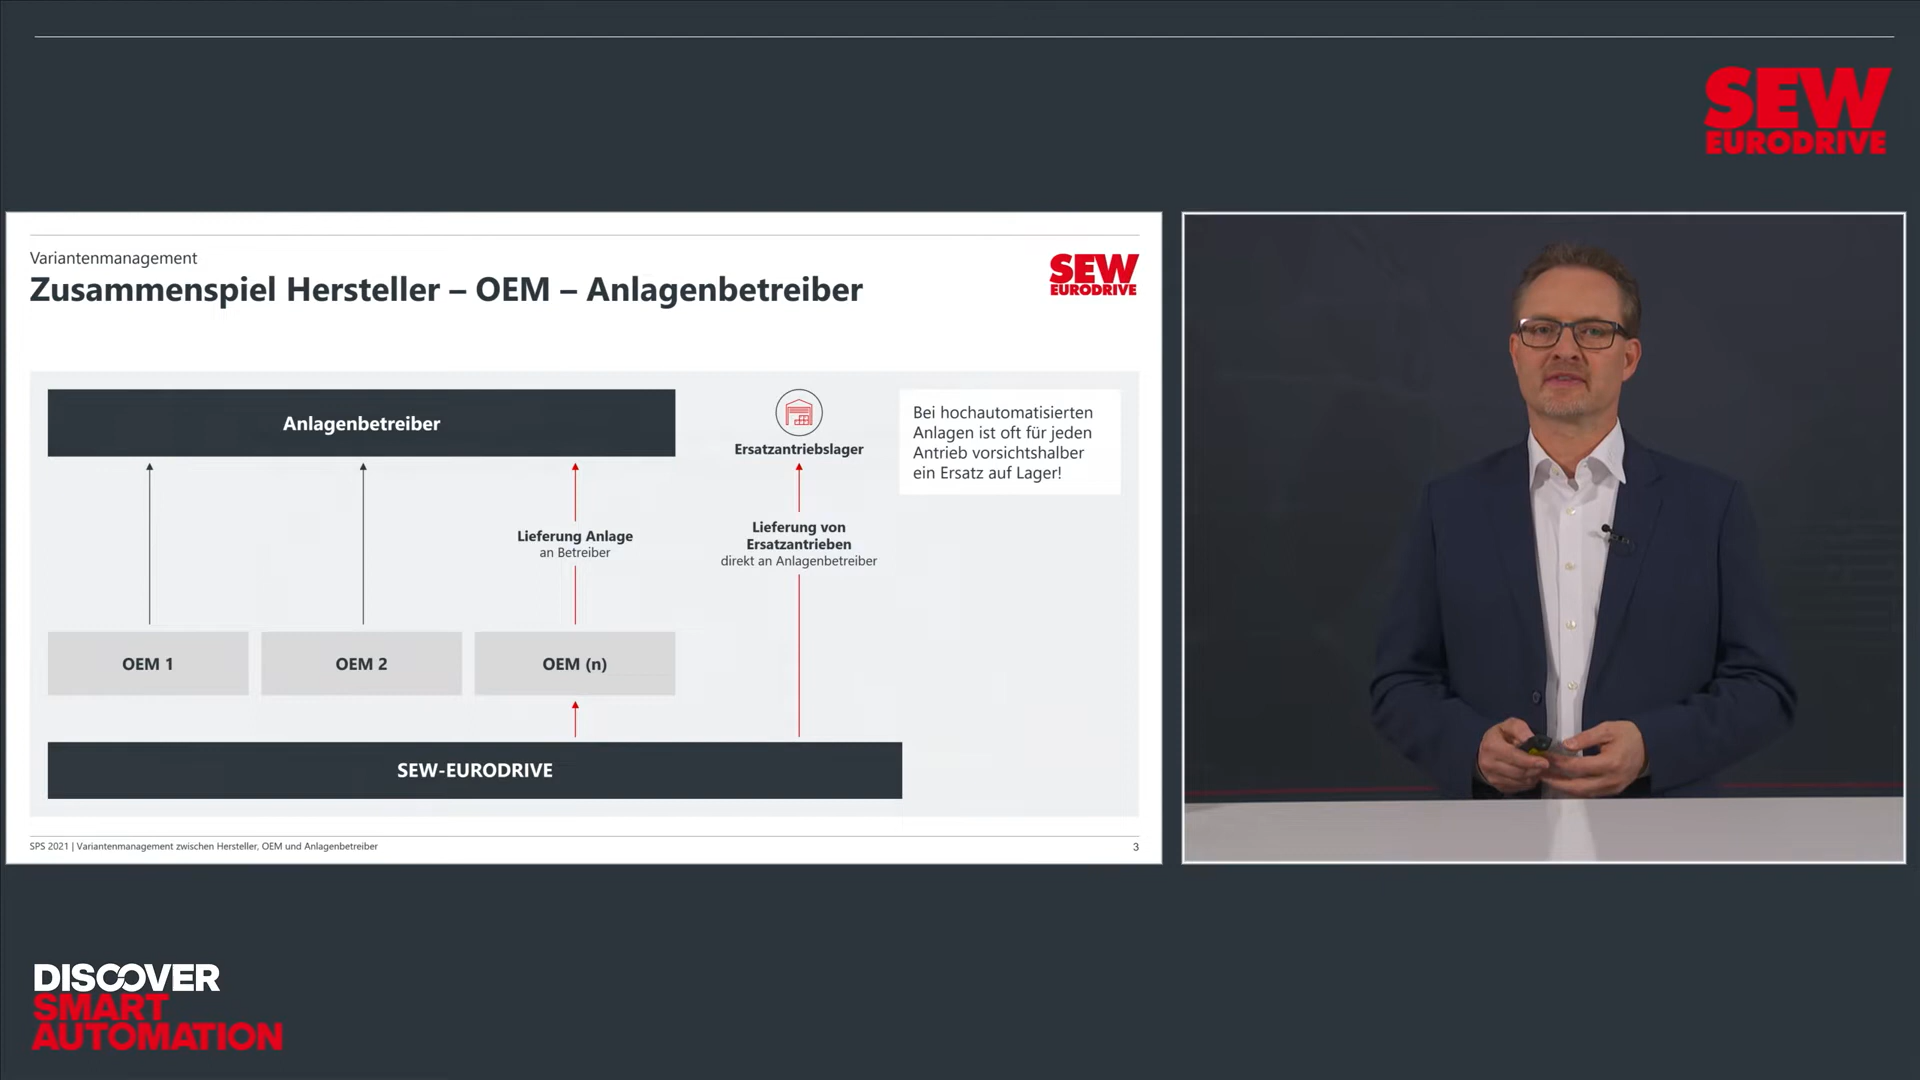 SEW
EURODRIVE
Variantenmanagement
Zusammenspiel Hersteller – OEM – Anlagenbetreiber
SEW
EURODRIVE
Anlagenbetreiber
Ersatzantriebslager
Bei hochautomatisierten
Anlagen ist oft für jeden
Antrieb vorsichtshalber
ein Ersatz auf Lager!
Lieferung Anlage
an Betreiber
Lieferung von
Ersatzantrieben
direkt an Anlagenbetreiber
OEM 1
OEM 2
OEM (n)
SEW-EURODRIVE
SPS 2021 | Variantenmanagement zwischen Hersteller, OEM und Anlagenbetreiber
3
DISCOVER
SMART
AUTOMATION